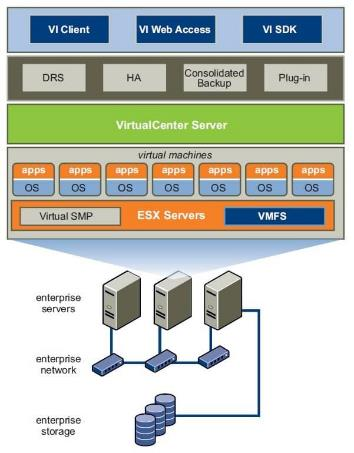 VI Client VI Web Access VI SDK
DRS HA Consolidated Backup Plug-in
VirtualCenter Server
virtual machines
apps apps apps apps apps apps apps
OS OS OS OS OS OS OS
Virtual SMP ESX Servers VMFS
enterprise
servers
enterprise
network
enterprise
storage